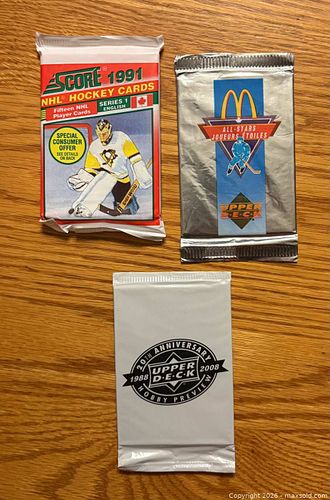 SCORE 1991
NHL HOCKEY CARDS
Fifteen NHL
Player Cards
SERIES 1
ENGLISH
SPECIAL
CONSUMER
OFFER
SEE DETAILS
ON BACK
ALL-STARS
JOUEURS ÉTOILES
UPPER
DECK
20TH ANNIVERSARY
1988
UPPER
D·E·C·K
2008
HOBBY PREVIEW
Copyright 2026 - maxsold.com